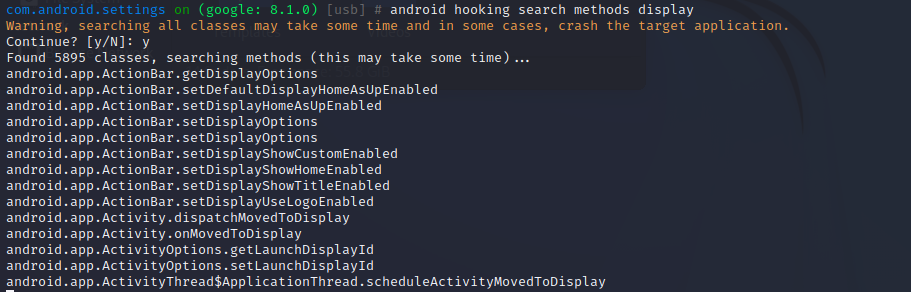 com.android.settings on (google: 8.1.0) [usb] # android hooking search methods display
Warning, searching all classes may take some time and in some cases, crash the target application.
Continue? [y/N]: y
Found 5895 classes, searching methods (this may take some time)...
android.app.ActionBar.getDisplayOptions
android.app.ActionBar.setDefaultDisplayHomeAsUpEnabled
android.app.ActionBar.setDisplayHomeAsUpEnabled
android.app.ActionBar.setDisplayOptions
android.app.ActionBar.setDisplayOptions
android.app.ActionBar.setDisplayShowCustomEnabled
android.app.ActionBar.setDisplayShowHomeEnabled
android.app.ActionBar.setDisplayShowTitleEnabled
android.app.ActionBar.setDisplayUseLogoEnabled
android.app.Activity.dispatchMovedToDisplay
android.app.Activity.onMovedToDisplay
android.app.ActivityOptions.getLaunchDisplayId
android.app.ActivityOptions.setLaunchDisplayId
android.app.ActivityThread$ApplicationThread.scheduleActivityMovedToDisplay